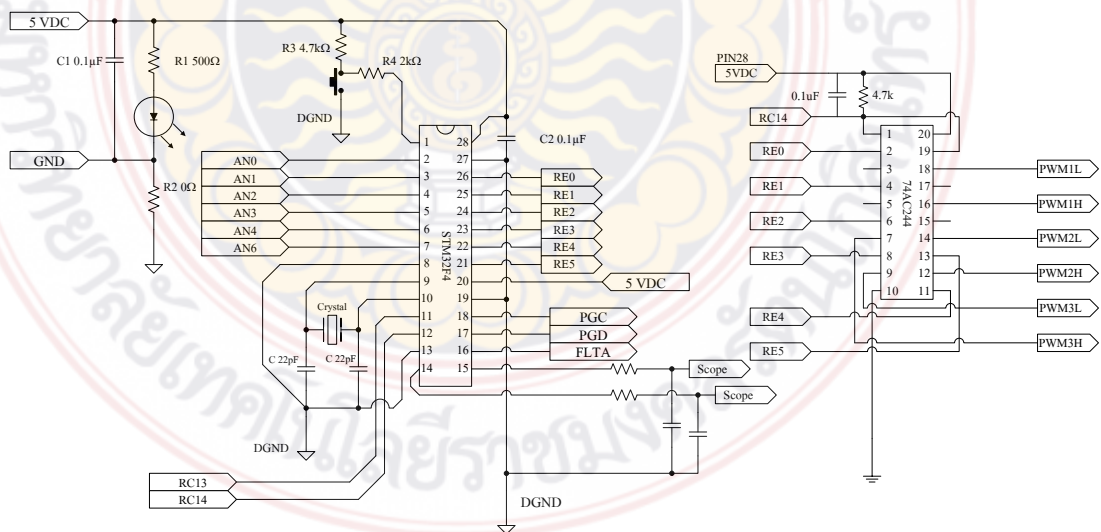 5 VDC
C1 0.1µF
R1 500Ω
GND
R2 0Ω
R3 4.7kΩ
R4 2kΩ
DGND
C2 0.1µF
AN0
AN1
AN2
AN3
AN4
AN6
1
2
3
4
5
6
7
8
9
10
11
12
13
14
STM32F4
28
27
26
25
24
23
22
21
20
19
18
17
16
15
RE0
RE1
RE2
RE3
RE4
RE5
5 VDC
PGC
PGD
FLTA
Scope
Scope
Crystal
C 22pF
C 22pF
DGND
RC13
RC14
DGND
PIN28
5VDC
0.1uF
4.7k
RC14
RE0
RE1
RE2
RE3
RE4
RE5
1
2
3
4
5
6
7
8
9
10
74AC244
20
19
18
17
16
15
14
13
12
11
PWM1L
PWM1H
PWM2L
PWM2H
PWM3L
PWM3H